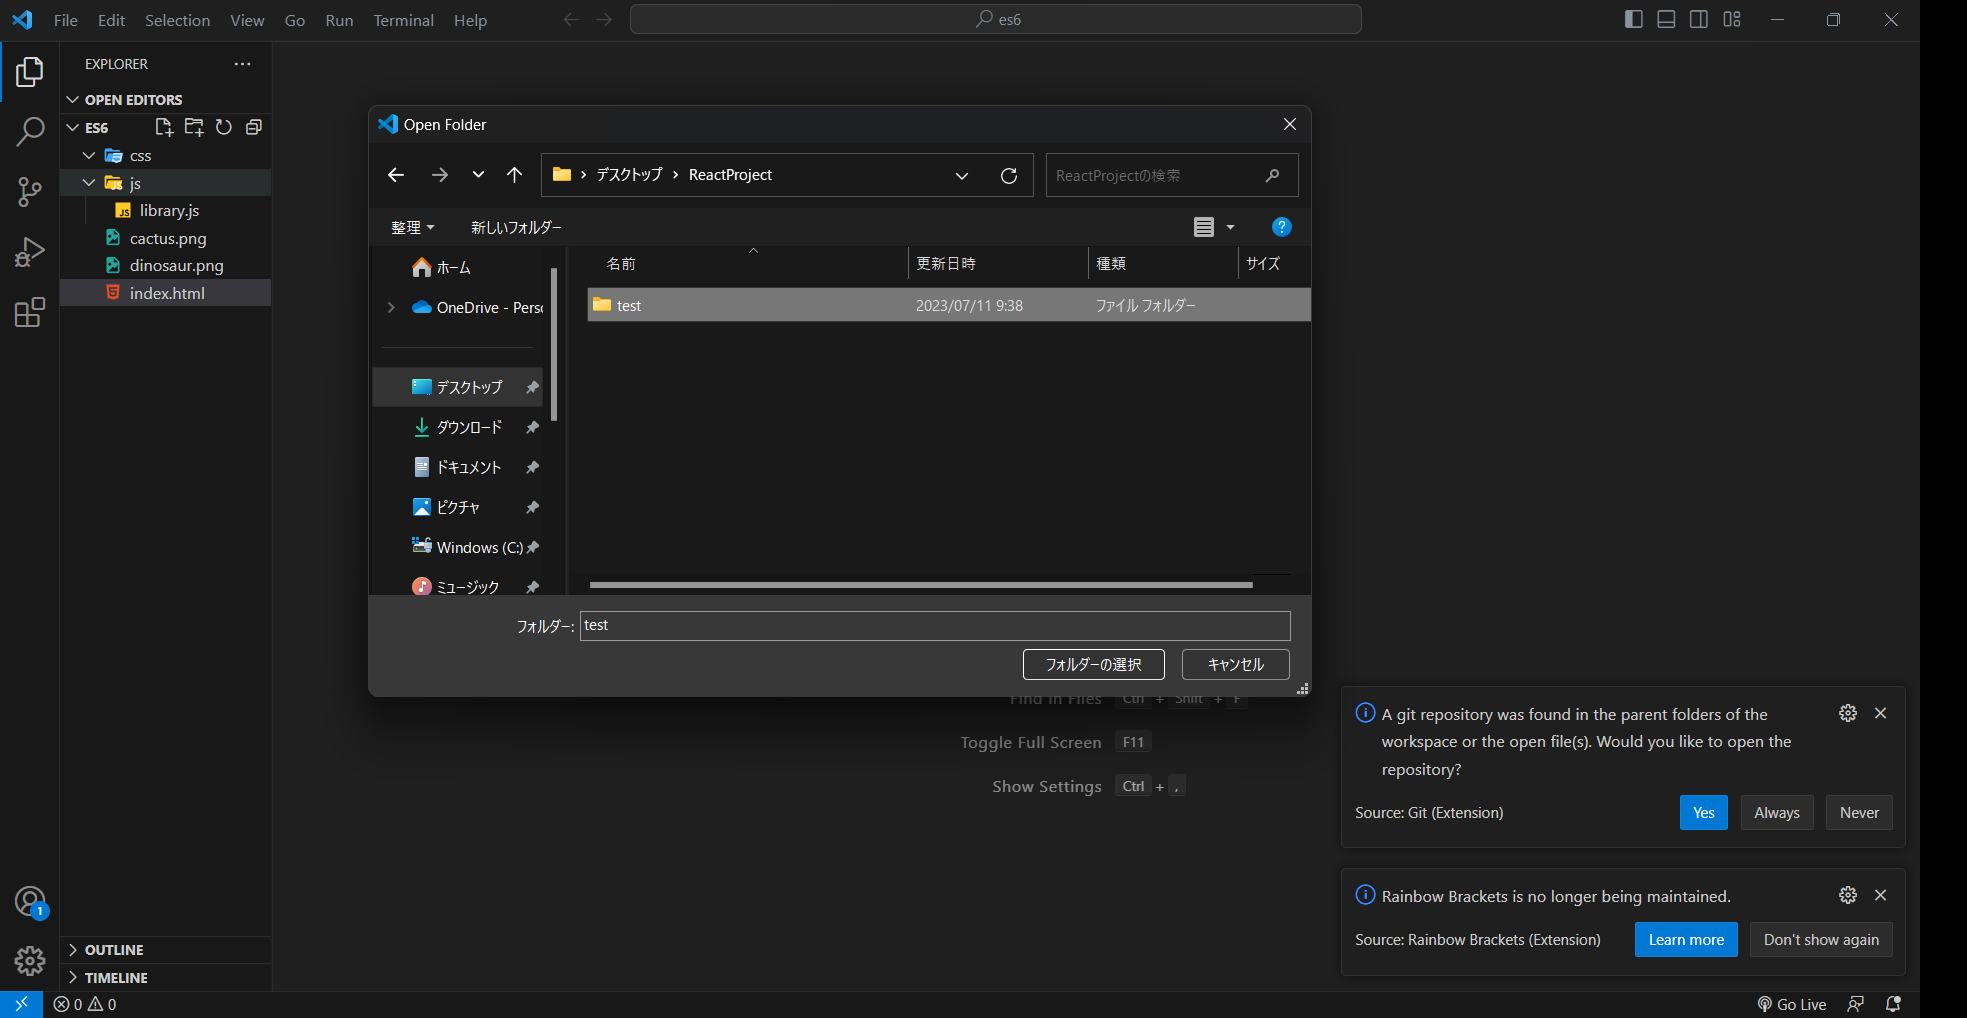 File Edit Selection View Go Run Terminal Help
es6
EXPLORER
OPEN EDITORS
ES6
css
js
library.js
cactus.png
dinosaur.png
index.html
OUTLINE
TIMELINE
Open Folder
デスクトップ ReactProject
ReactProjectの検索
整理 新しいフォルダー
ホーム
OneDrive - Perso
デスクトップ
ダウンロード
ドキュメント
ピクチャ
Windows (C:)
ミュージック
名前 更新日時 種類 サイズ
test 2023/07/11 9:38 ファイル フォルダー
フォルダー: test
フォルダーの選択 キャンセル
Find in Files Ctrl + Shift + F
Toggle Full Screen F11
Show Settings Ctrl + ,
A git repository was found in the parent folders of the
workspace or the open file(s). Would you like to open the
repository?
Source: Git (Extension) Yes Always Never
Rainbow Brackets is no longer being maintained.
Source: Rainbow Brackets (Extension) Learn more Don't show again
1
0 0 Go Live